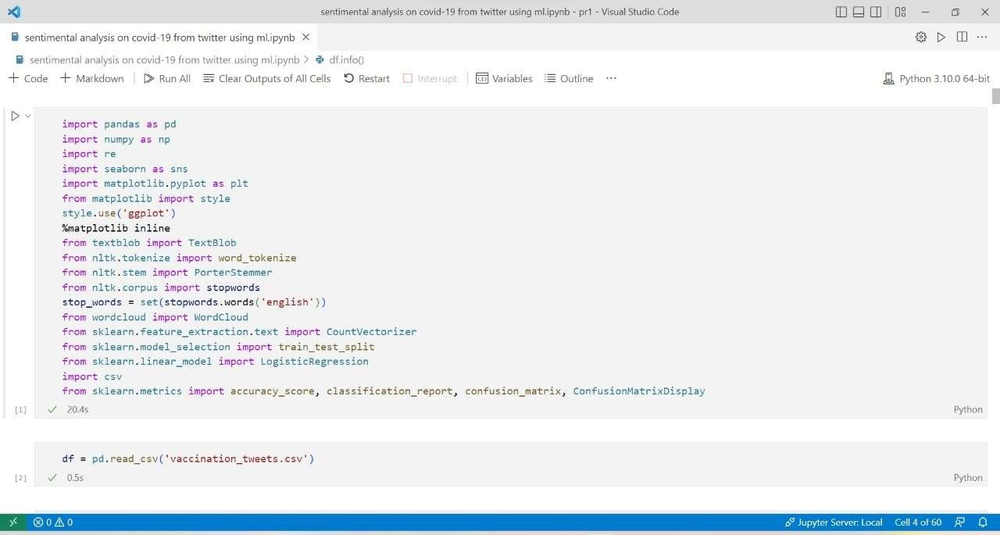 sentimental analysis on covid-19 from twitter using ml.ipynb - pr1 - Visual Studio Code
sentimental analysis on covid-19 from twitter using ml.ipynb
sentimental analysis on covid-19 from twitter using ml.ipynb > df.info()
+ Code + Markdown Run All Clear Outputs of All Cells Restart Interrupt Variables Outline ... Python 3.10.0 64-bit
import pandas as pd
import numpy as np
import re
import seaborn as sns
import matplotlib.pyplot as plt
from matplotlib import style
style.use('ggplot')
%matplotlib inline
from textblob import TextBlob
from nltk.tokenize import word_tokenize
from nltk.stem import PorterStemmer
from nltk.corpus import stopwords
stop_words = set(stopwords.words('english'))
from wordcloud import WordCloud
from sklearn.feature_extraction.text import CountVectorizer
from sklearn.model_selection import train_test_split
from sklearn.linear_model import LogisticRegression
import csv
from sklearn.metrics import accuracy_score, classification_report, confusion_matrix, ConfusionMatrixDisplay
[1] 20.4s Python
df = pd.read_csv('vaccination_tweets.csv')
[2] 0.5s Python
0 0 Jupyter Server: Local Cell 4 of 60